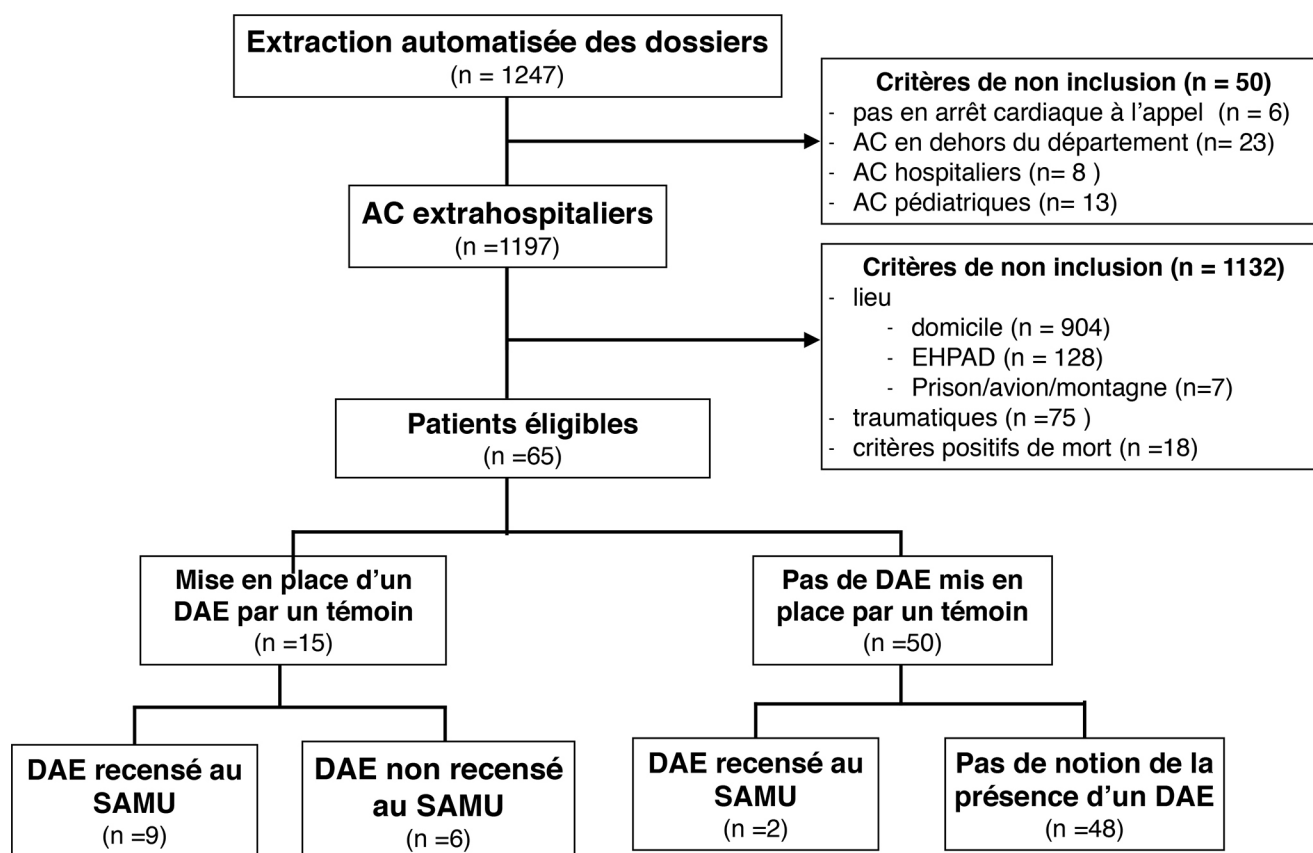 Extraction automatisée des dossiers
(n = 1247)
Critères de non inclusion (n = 50)
- pas en arrêt cardiaque à l'appel (n = 6)
- AC en dehors du département (n= 23)
- AC hospitaliers (n= 8 )
- AC pédiatriques (n= 13)
AC extrahospitaliers
(n =1197)
Critères de non inclusion (n = 1132)
- lieu
- domicile (n = 904)
- EHPAD (n = 128)
- Prison/avion/montagne (n=7)
- traumatiques (n =75 )
- critères positifs de mort (n =18)
Patients éligibles
(n =65)
Mise en place d'un
DAE par un témoin
(n =15)
Pas de DAE mis en
place par un témoin
(n =50)
DAE recensé au
SAMU
(n =9)
DAE non recensé
au SAMU
(n =6)
DAE recensé au
SAMU
(n =2)
Pas de notion de la
présence d'un DAE
(n =48)